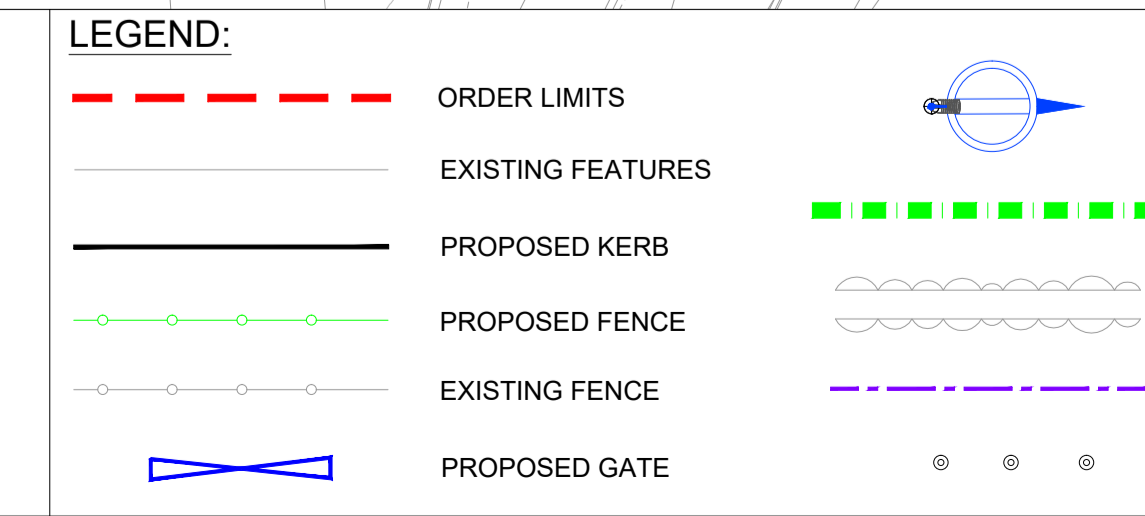 LEGEND:
ORDER LIMITS
EXISTING FEATURES
PROPOSED KERB
PROPOSED FENCE
EXISTING FENCE
PROPOSED GATE